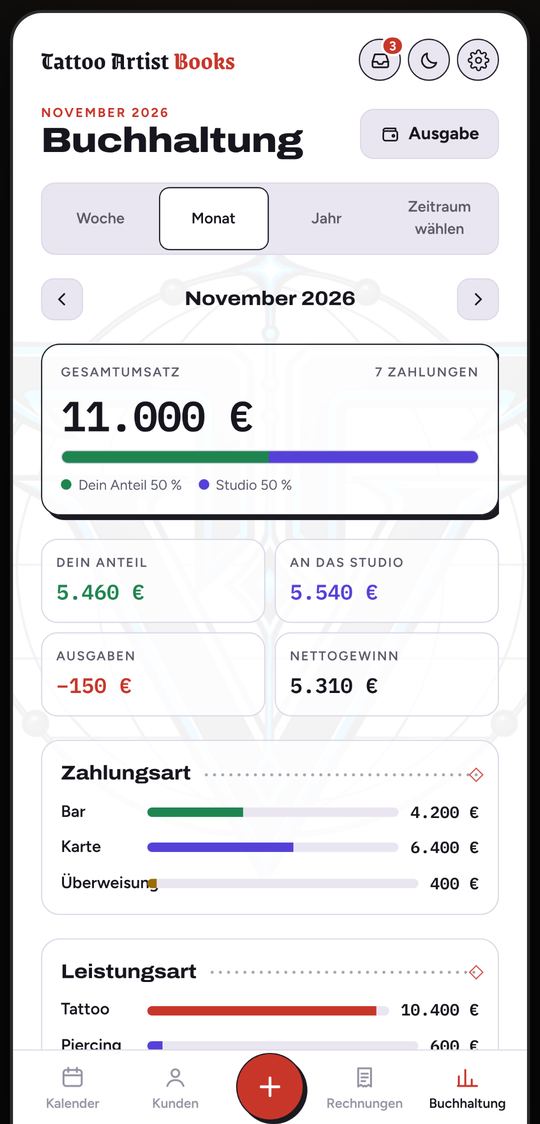 Tattoo Artist Books
3
NOVEMBER 2026
Buchhaltung
Ausgabe
Woche
Monat
Jahr
Zeitraum
wählen
November 2026
GESAMTUMSATZ
7 ZAHLUNGEN
11.000 €
Dein Anteil 50 %
Studio 50 %
DEIN ANTEIL
AN DAS STUDIO
5.460 €
5.540 €
AUSGABEN
NETTOGEWINN
−150 €
5.310 €
Zahlungsart
Bar
4.200 €
Karte
6.400 €
Überweisung
400 €
Leistungsart
Tattoo
10.400 €
Piercing
600 €
Kalender
Kunden
Rechnungen
Buchhaltung